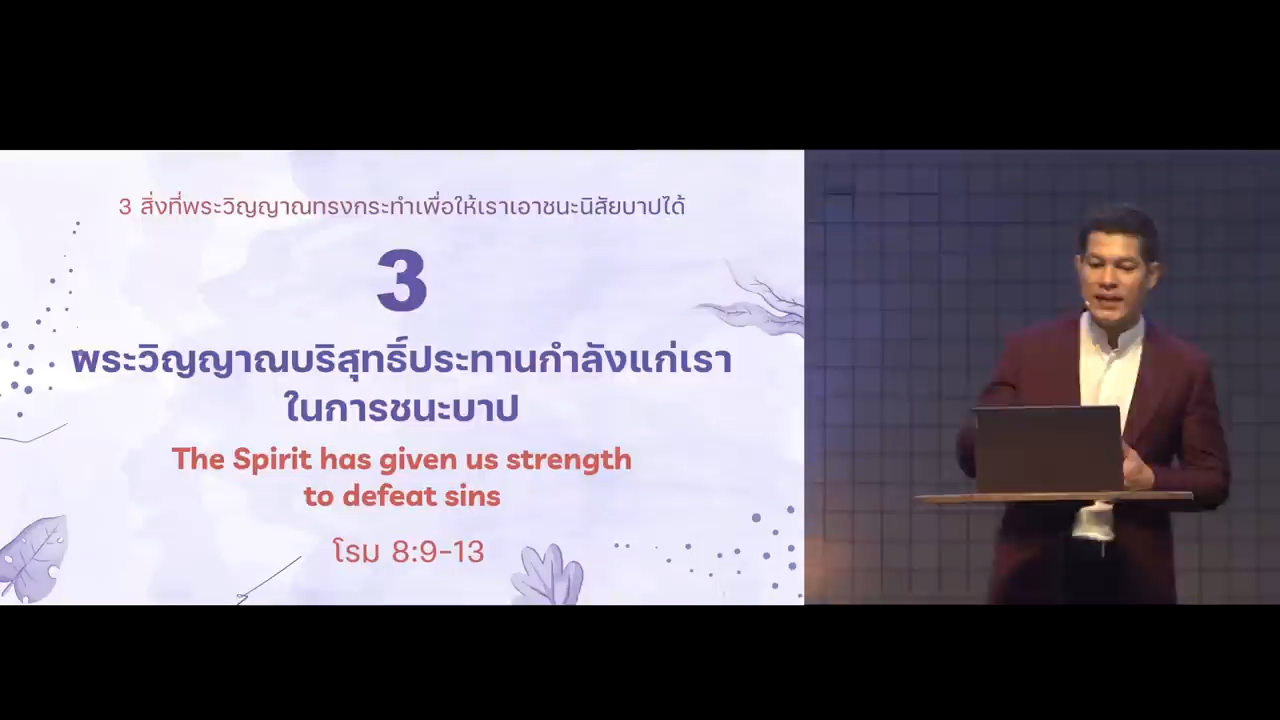 3 สิ่งที่พระวิญญาณทรงกระทำเพื่อให้เราเอาชนะนิสัยบาปได้
3
พระวิญญาณบริสุทธิ์ประทานกำลังแก่เรา
ในการชนะบาป
The Spirit has given us strength
to defeat sins
โรม 8:9-13